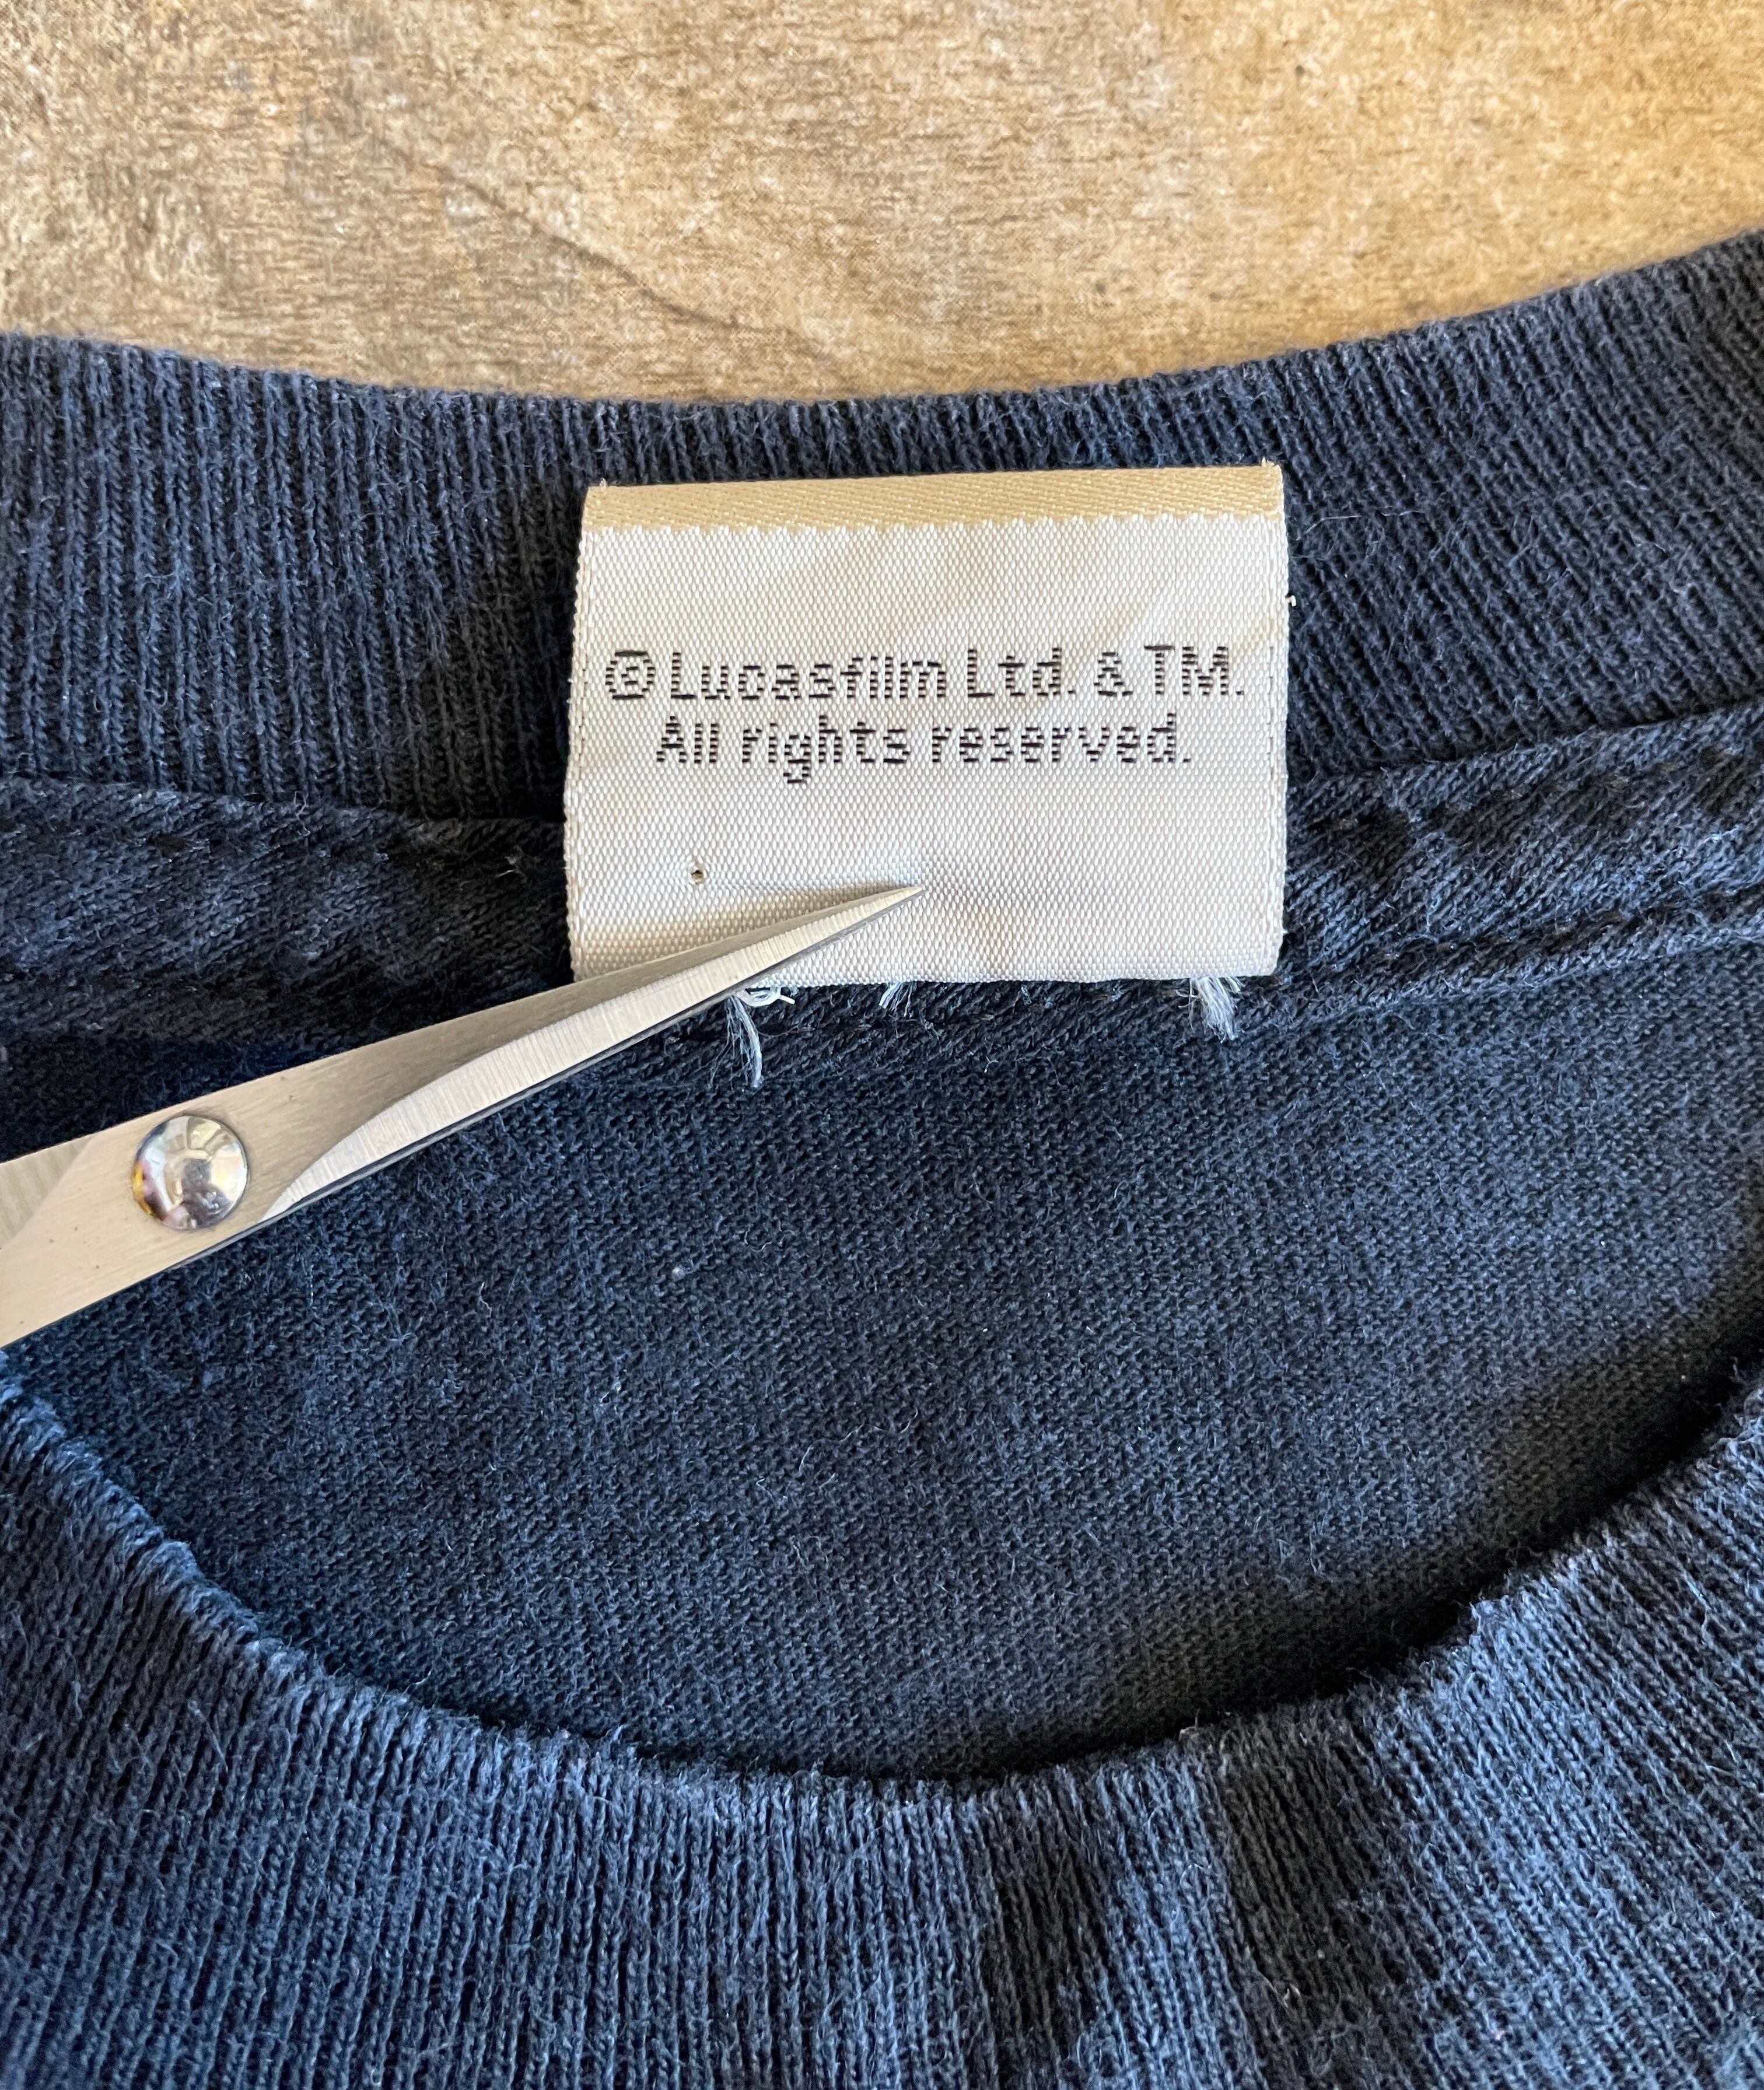 ©Lucasfilm Ltd. & TM.
All rights reserved.